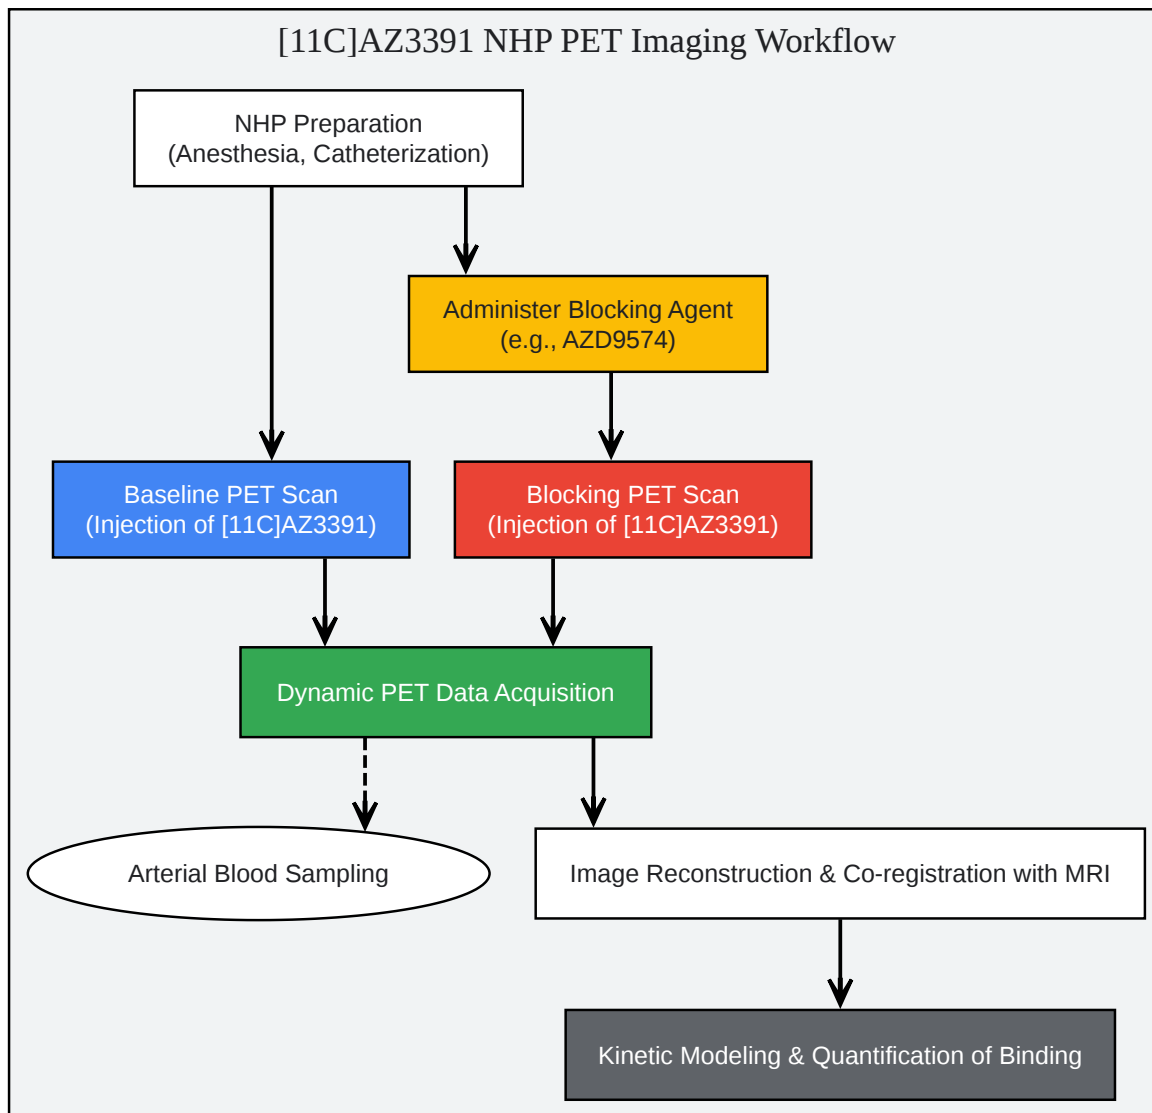 [11C]AZ3391 NHP PET Imaging Workflow
NHP Preparation
(Anesthesia, Catheterization)
Administer Blocking Agent
(e.g., AZD9574)
Baseline PET Scan
(Injection of [11C]AZ3391)
Blocking PET Scan
(Injection of [11C]AZ3391)
Dynamic PET Data Acquisition
Arterial Blood Sampling
Image Reconstruction & Co-registration with MRI
Kinetic Modeling & Quantification of Binding